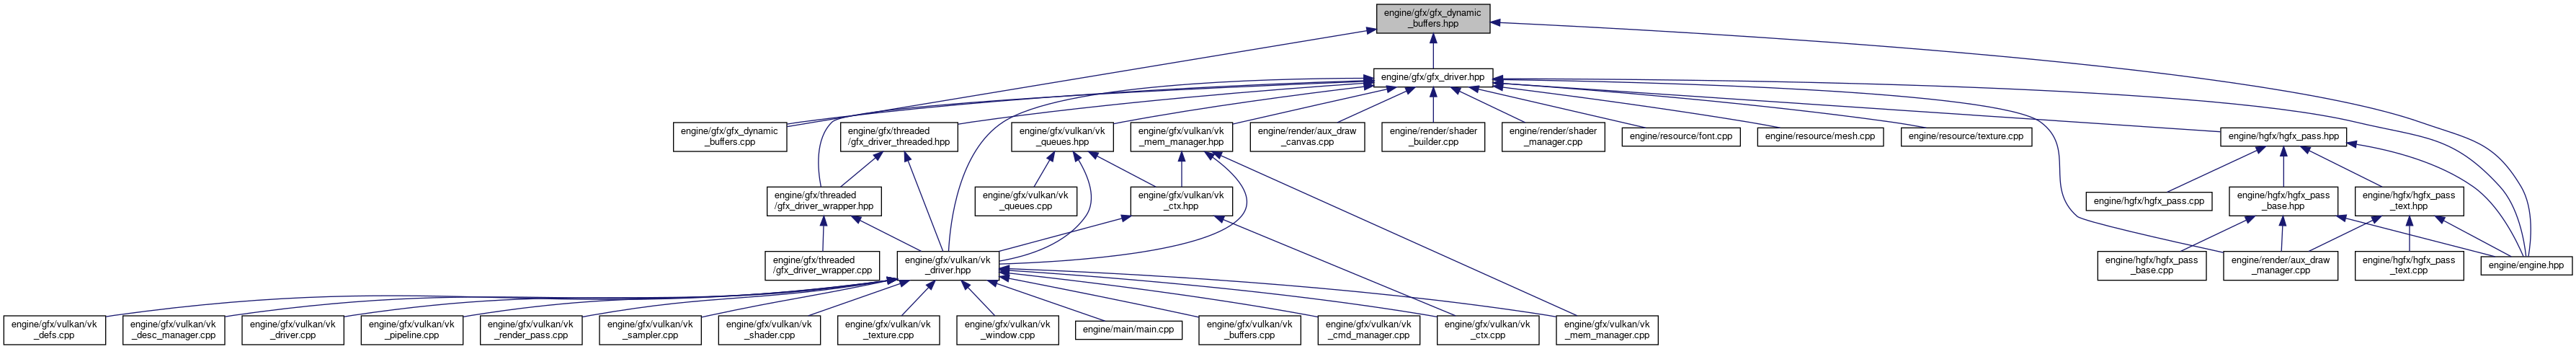 engine/gfx/gfx_dynamic
_buffers.hpp
engine/gfx/gfx_driver.hpp
engine/gfx/gfx_dynamic
_buffers.cpp
engine/gfx/threaded
/gfx_driver_threaded.hpp
engine/gfx/vulkan/vk
_queues.hpp
engine/gfx/vulkan/vk
_mem_manager.hpp
engine/render/aux_draw
_canvas.cpp
engine/render/shader
_builder.cpp
engine/render/shader
_manager.cpp
engine/resource/font.cpp
engine/resource/mesh.cpp
engine/resource/texture.cpp
engine/hgfx/hgfx_pass.hpp
engine/gfx/threaded
/gfx_driver_wrapper.hpp
engine/gfx/vulkan/vk
_queues.cpp
engine/gfx/vulkan/vk
_ctx.hpp
engine/hgfx/hgfx_pass.cpp
engine/hgfx/hgfx_pass
_base.hpp
engine/hgfx/hgfx_pass
_text.hpp
engine/gfx/threaded
/gfx_driver_wrapper.cpp
engine/gfx/vulkan/vk
_driver.hpp
engine/hgfx/hgfx_pass
_base.cpp
engine/render/aux_draw
_manager.cpp
engine/hgfx/hgfx_pass
_text.cpp
engine/engine.hpp
engine/gfx/vulkan/vk
_defs.cpp
engine/gfx/vulkan/vk
_desc_manager.cpp
engine/gfx/vulkan/vk
_driver.cpp
engine/gfx/vulkan/vk
_pipeline.cpp
engine/gfx/vulkan/vk
_render_pass.cpp
engine/gfx/vulkan/vk
_sampler.cpp
engine/gfx/vulkan/vk
_shader.cpp
engine/gfx/vulkan/vk
_texture.cpp
engine/gfx/vulkan/vk
_window.cpp
engine/main/main.cpp
engine/gfx/vulkan/vk
_buffers.cpp
engine/gfx/vulkan/vk
_cmd_manager.cpp
engine/gfx/vulkan/vk
_ctx.cpp
engine/gfx/vulkan/vk
_mem_manager.cpp